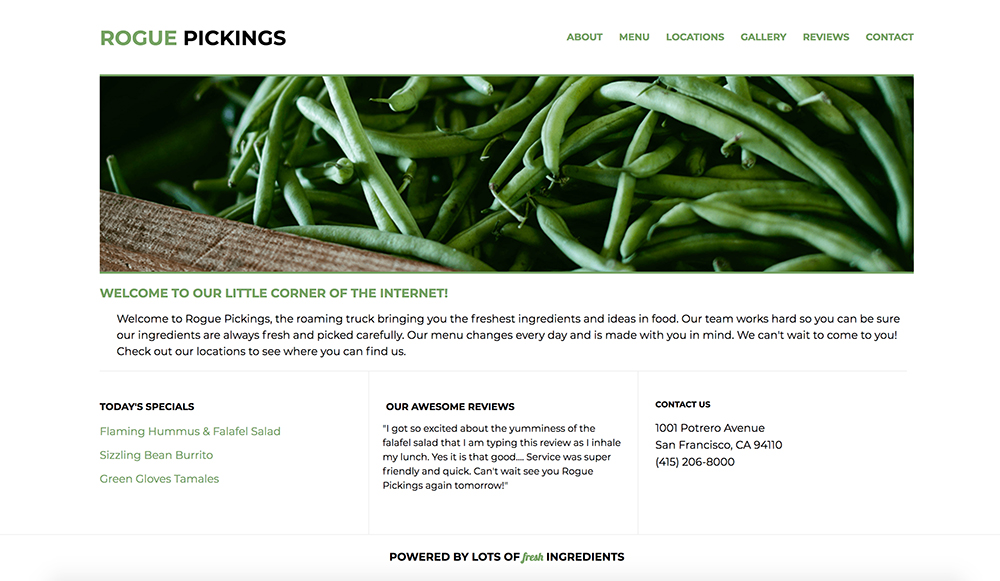 ROGUE PICKINGS
ABOUT MENU LOCATIONS GALLERY REVIEWS CONTACT
WELCOME TO OUR LITTLE CORNER OF THE INTERNET!
Welcome to Rogue Pickings, the roaming truck bringing you the freshest ingredients and ideas in food. Our team works hard so you can be sure
our ingredients are always fresh and picked carefully. Our menu changes every day and is made with you in mind. We can't wait to come to you!
Check out our locations to see where you can find us.
TODAY'S SPECIALS
Flaming Hummus & Falafel Salad
Sizzling Bean Burrito
Green Gloves Tamales
OUR AWESOME REVIEWS
"I got so excited about the yumminess of the
falafel salad that I am typing this review as I inhale
my lunch. Yes it is that good.... Service was super
friendly and quick. Can't wait see you Rogue
Pickings again tomorrow!"
CONTACT US
1001 Potrero Avenue
San Francisco, CA 94110
(415) 206-8000
POWERED BY LOTS OF fresh INGREDIENTS